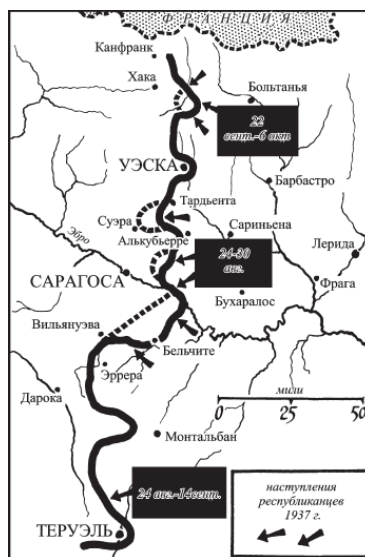 ФРАНЦИЯ
Канфранк
Хака
Больтанья
22
сент.-6 окт
УЭСКА
Барбастро
Тардьента
Суэра
Сариньена
Алькубьерре
Эбро
Лерида
24-30
авг.
САРАГОСА
Фрага
Бухаралос
Вильянуэва
Бельчите
Эррера
мили
Дарока
0
25
50
Монтальбан
24 авг.-14сент.
наступления
республиканцев
1937 г.
ТЕРУЭЛЬ